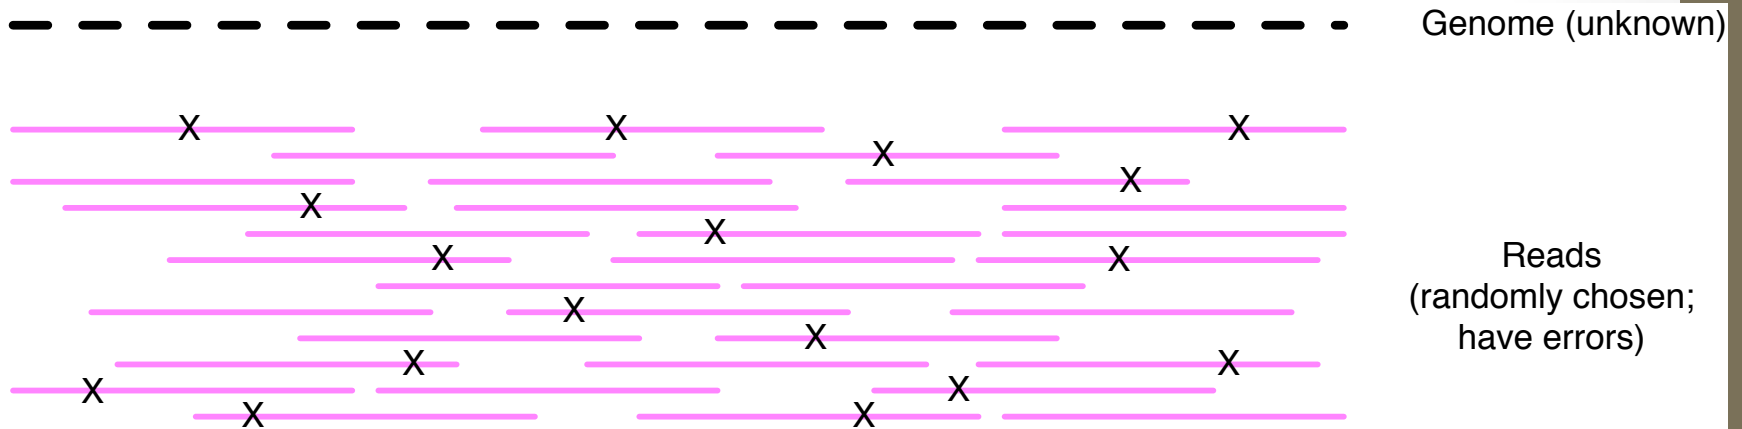 Genome (unknown)
X X X
X
X
X
X
X X
X
X
X X
X X
X X
Reads
(randomly chosen;
have errors)